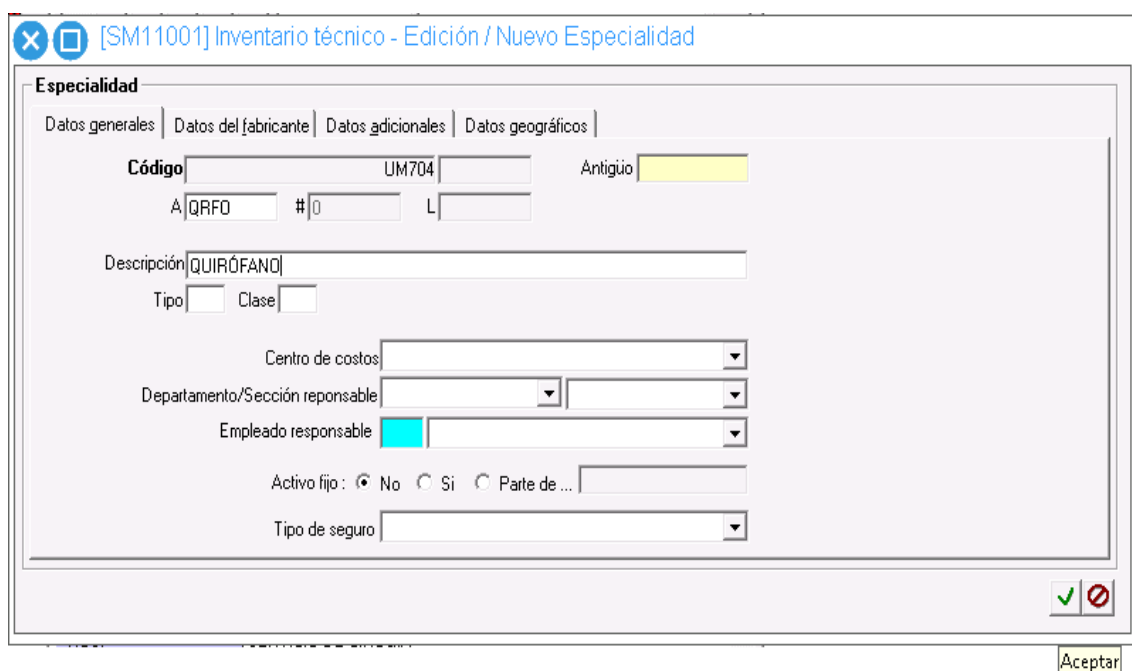 [SM11001] Inventario técnico - Edición / Nuevo Especialidad
Especialidad
Datos generales Datos del fabricante Datos adicionales Datos geográficos
Código UM704 Antigüo
A QRFO # 0 L
Descripción QUIRÓFANO
Tipo Clase
Centro de costos
Departamento/Sección reponsable
Empleado responsable
Activo fijo : No Si Parte de ...
Tipo de seguro
Aceptar